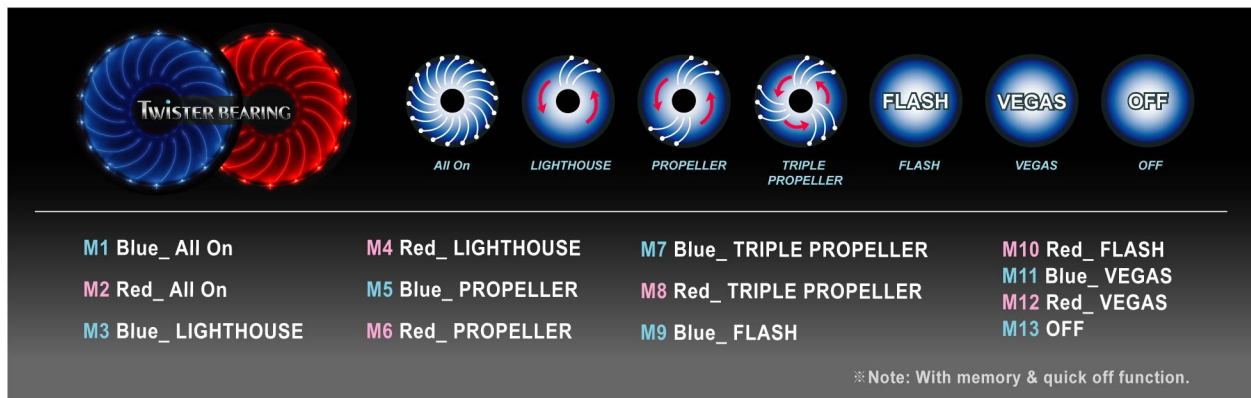 TWISTER BEARING
FLASH
VEGAS
OFF
All On
LIGHTHOUSE
PROPELLER
TRIPLE
PROPELLER
FLASH
VEGAS
OFF
M1 Blue_ All On
M2 Red_ All On
M3 Blue_ LIGHTHOUSE
M4 Red_ LIGHTHOUSE
M5 Blue_ PROPELLER
M6 Red_ PROPELLER
M7 Blue_ TRIPLE PROPELLER
M8 Red_ TRIPLE PROPELLER
M9 Blue_ FLASH
M10 Red_ FLASH
M11 Blue_ VEGAS
M12 Red_ VEGAS
M13 OFF
※Note: With memory & quick off function.